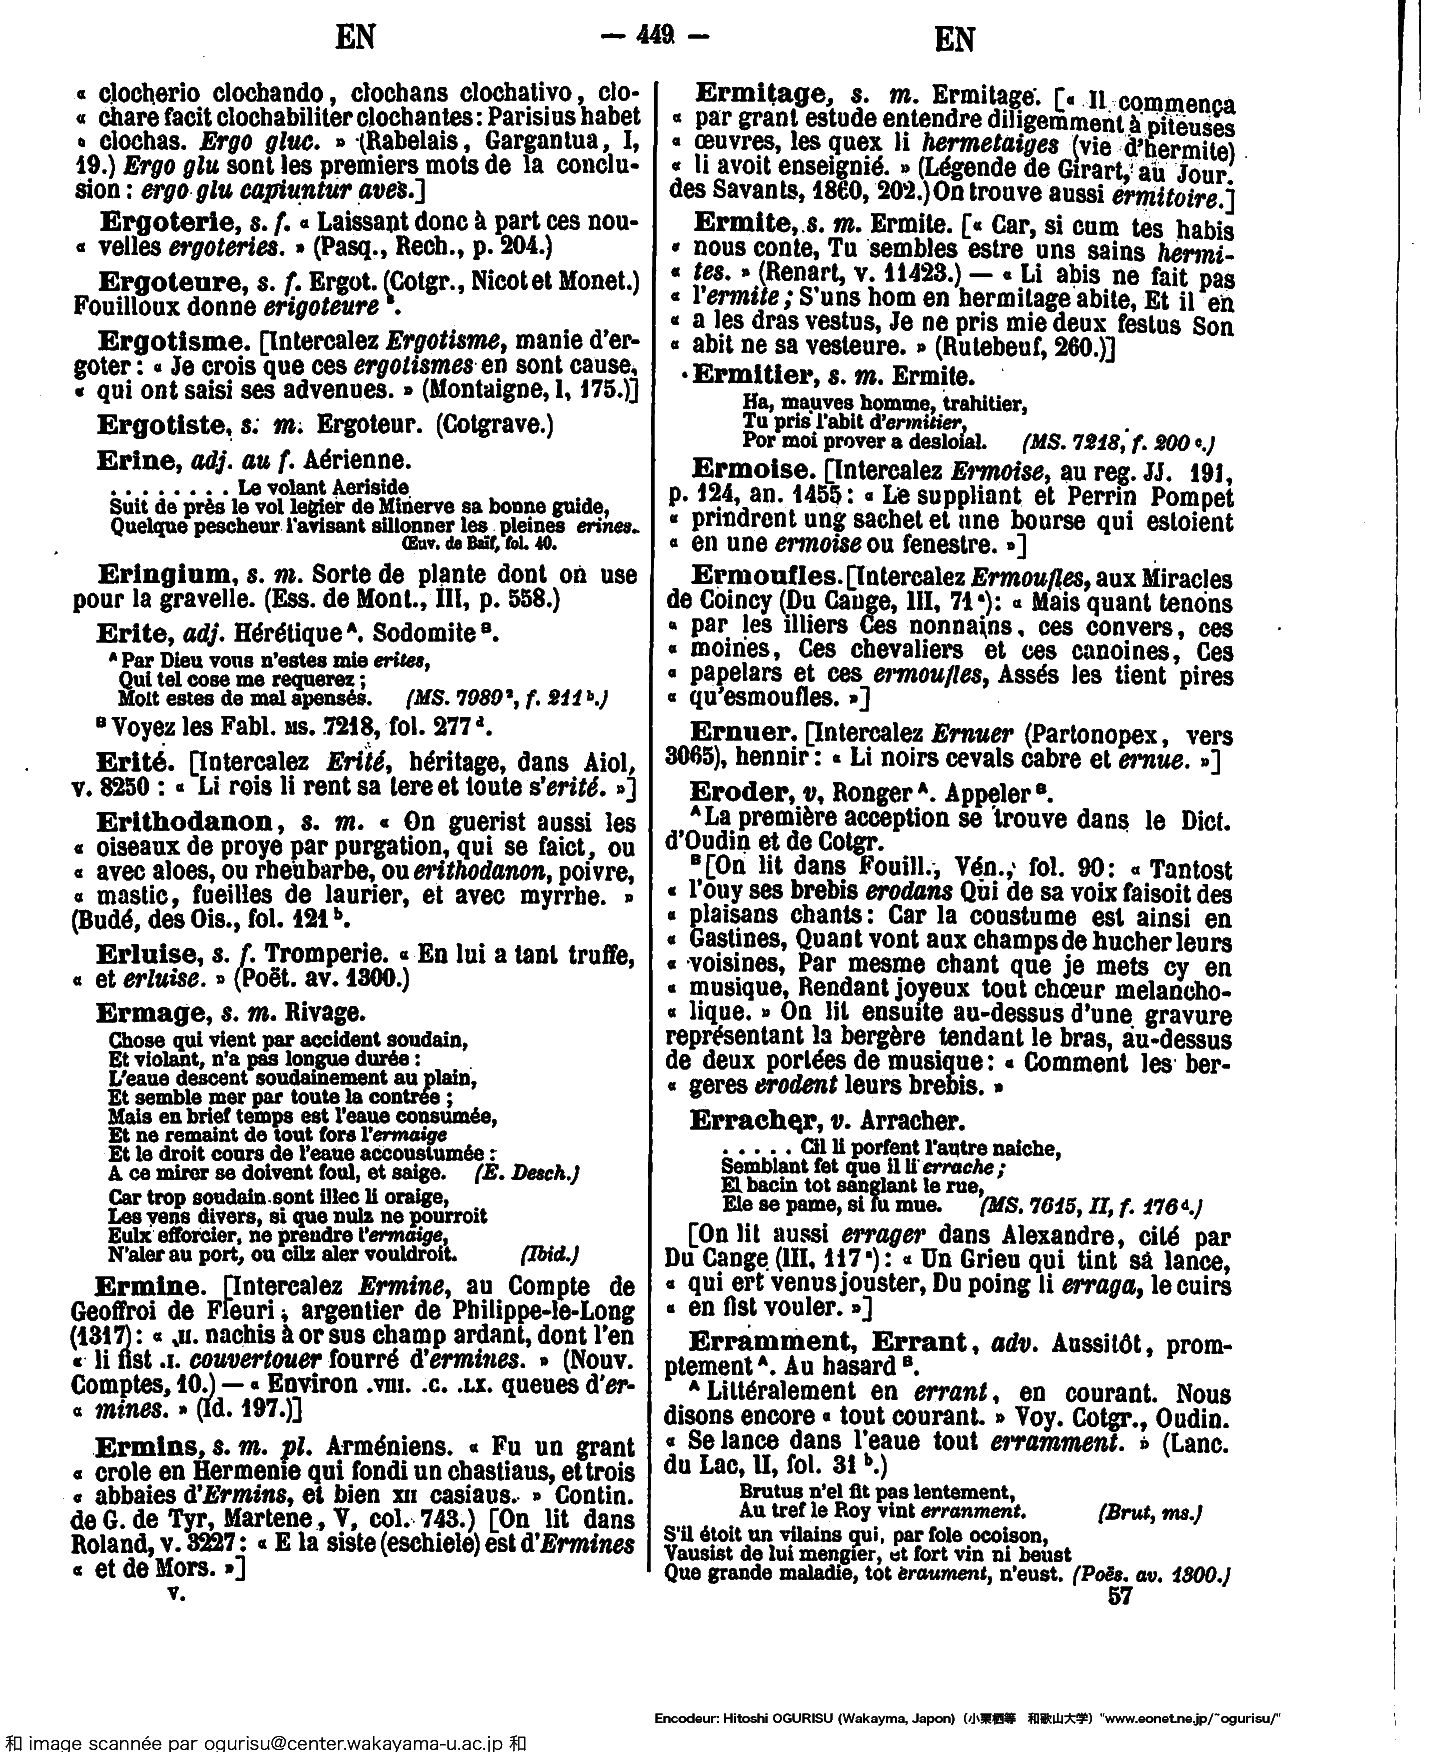 EN — 449 — EN
« clocherio clochando, clochans clochativo, clo-
« chare facit clochabiliter clochantes : Parisius habet
« clochas. Ergo gluc. » (Rabelais, Gargantua, I,
19.) Ergo glu sont les premiers mots de la conclu-
sion : ergo glu capiuntur aves.]
Ergoterie, s. f. « Laissant donc à part ces nou-
« velles ergoteries. » (Pasq., Rech., p. 204.)
Ergoteure, s. f. Ergot. (Cotgr., Nicot et Monet.)
Fouilloux donne erigoteure ª.
Ergotisme. [Intercalez Ergotisme, manie d'er-
goter : « Je crois que ces ergotismes en sont cause,
« qui ont saisi ses advenues. » (Montaigne, I, 175.)]
Ergotiste, s. m. Ergoteur. (Cotgrave.)
Erine, adj. au f. Aérienne.
. . . . . . . . Le volant Aeriside
Suit de près le vol legier de Minerve sa bonne guide,
Quelque pescheur l'avisant sillonner les pleines erines.
Œuv. de Baïf, fol. 40.
Eringium, s. m. Sorte de plante dont on use
pour la gravelle. (Ess. de Mont., III, p. 558.)
Erite, adj. Hérétique ᴬ. Sodomite ᴮ.
ᴬ Par Dieu vous n'estes mie erites,
Qui tel cose me requerez ;
Molt estes de mal apensés. (MS. 7989², f. 211 ᵇ.)
ᴮ Voyez les Fabl. MS. 7218, fol. 277 ᵈ.
Erité. [Intercalez Erité, héritage, dans Aiol,
v. 8250 : « Li rois li rent sa tere et toute s'erité. »]
Erithodanon, s. m. « On guerist aussi les
« oiseaux de proye par purgation, qui se faict, ou
« avec aloes, ou rheubarbe, ou erithodanon, poivre,
« mastic, fueilles de laurier, et avec myrrhe. »
(Budé, des Ois., fol. 121 ᵇ.
Erluise, s. f. Tromperie. « En lui a tant truffe,
« et erluise. » (Poët. av. 1300.)
Ermage, s. m. Rivage.
Chose qui vient par accident soudain,
Et violant, n'a pas longue durée :
L'eaue descent soudainement au plain,
Et semble mer par toute la contrée ;
Mais en brief temps est l'eaue consumée,
Et ne remaint de tout fors l'ermaige
Et le droit cours de l'eaue accoustumée :
A ce mirer se doivent foul, et saige. (E. Desch.)
Car trop soudain sont illec li oraige,
Les vens divers, si que nulz ne pourroit
Eulx efforcier, ne prendre l'ermaige,
N'aler au port, ou cilz aler vouldroit. (Ibid.)
Ermine. [Intercalez Ermine, au Compte de
Geoffroi de Fleuri, argentier de Philippe-le-Long
(1317) : « .II. nachis à or sus champ ardant, dont l'en
« li fist .I. couvertouer fourré d'ermines. » (Nouv.
Comptes, 10.) — « Environ .VIII. .C. .LX. queues d'er-
« mines. » (Id. 197.)]
Ermins, s. m. pl. Arméniens. « Fu un grant
« crole en Hermenie qui fondi un chastiaus, et trois
« abbaies d'Ermins, et bien XII casiaus. » Contin.
de G. de Tyr, Martene, V, col. 743.) [On lit dans
Roland, v. 3227 : « E la siste (eschiele) est d'Ermines
« et de Mors. »]
V.
Ermitage, s. m. Ermitage. [« Il commença
« par grant estude entendre diligemment à piteuses
« œuvres, les quex li hermetaiges (vie d'hermite)
« li avoit enseignié. » (Légende de Girart, au Jour.
des Savants, 1860, 202.) On trouve aussi ermitoire.]
Ermite, s. m. Ermite. [« Car, si cum tes habis
« nous conte, Tu sembles estre uns sains hermi-
« tes. » (Renart, v. 11423.) — « Li abis ne fait pas
« l'ermite ; S'uns hom en hermitage abite, Et il en
« a les dras vestus, Je ne pris mie deux festus Son
« abit ne sa vesteure. » (Rutebeuf, 260.)]
Ermitier, s. m. Ermite.
Ha, mauves homme, trahitier,
Tu pris l'abit d'ermitier,
Por moi prover a desloial. (MS. 7218, f. 200 ᶜ.)
Ermoise. [Intercalez Ermoise, au reg. JJ. 191,
p. 124, an. 1455 : « Le suppliant et Perrin Pompet
« prindrent ung sachet et une bourse qui estoient
« en une ermoise ou fenestre. »]
Ermoufles. [Intercalez Ermoufles, aux Miracles
de Coincy (Du Cange, III, 71 ª) : « Mais quant tenons
« par les illiers Ces nonnains, ces convers, ces
« moines, Ces chevaliers et ces canoines, Ces
« papelars et ces ermoufles, Assés les tient pires
« qu'esmoufles. »]
Ernuer. [Intercalez Ernuer (Partonopex, vers
3065), hennir : « Li noirs cevals cabre et ernue. »]
Eroder, v, Ronger ᴬ. Appeler ᴮ.
ᴬ La première acception se trouve dans le Dict.
d'Oudin et de Cotgr.
ᴮ [On lit dans Fouill., Vén., fol. 90 : « Tantost
« l'ouy ses brebis erodans Qui de sa voix faisoit des
« plaisans chants : Car la coustume est ainsi en
« Gastines, Quant vont aux champs de hucher leurs
« voisines, Par mesme chant que je mets cy en
« musique, Rendant joyeux tout chœur melancho-
« lique. » On lit ensuite au-dessus d'une gravure
représentant la bergère tendant le bras, au-dessus
de deux portées de musique : « Comment les ber-
« geres erodent leurs brebis. »
Erracher, v. Arracher.
. . . . . Cil li porfent l'autre naiche,
Semblant fet que il li errache ;
El bacin tot sanglant le rue,
Ele se pame, si fu mue. (MS. 7615, II, f. 176 ᵈ.)
[On lit aussi errager dans Alexandre, cité par
Du Cange (III, 117 ª) : « Un Grieu qui tint sa lance,
« qui ert venus jouster, Du poing li erraga, le cuirs
« en fist vouler. »]
Erramment, Errant, adv. Aussitôt, prom-
ptement ᴬ. Au hasard ᴮ.
ᴬ Littéralement en errant, en courant. Nous
disons encore « tout courant. » Voy. Cotgr., Oudin.
« Se lance dans l'eaue tout erramment. » (Lanc.
du Lac, II, fol. 31 ᵇ.)
Brutus n'el fit pas lentement,
Au tref le Roy vint erranment. (Brut, ms.)
S'il étoit un vilains qui, par fole ocoison,
Vausist de lui mengier, et fort vin ni beust
Que grande maladie, tot eraument, n'eust. (Poës. av. 1300.)
57
Encodeur: Hitoshi OGURISU (Wakayma, Japon) (小栗栖等 和歌山大学) "www.eonet.ne.jp/~ogurisu/"
和 image scannée par ogurisu@center.wakayama-u.ac.jp 和